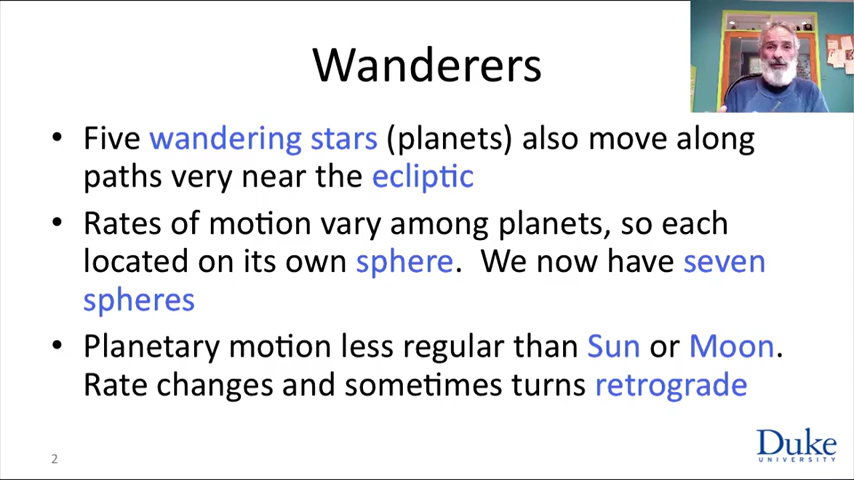 Wanderers
• Five wandering stars (planets) also move along
paths very near the ecliptic
• Rates of motion vary among planets, so each
located on its own sphere.  We now have seven
spheres
• Planetary motion less regular than Sun or Moon.
Rate changes and sometimes turns retrograde
2
Duke
UNIVERSITY